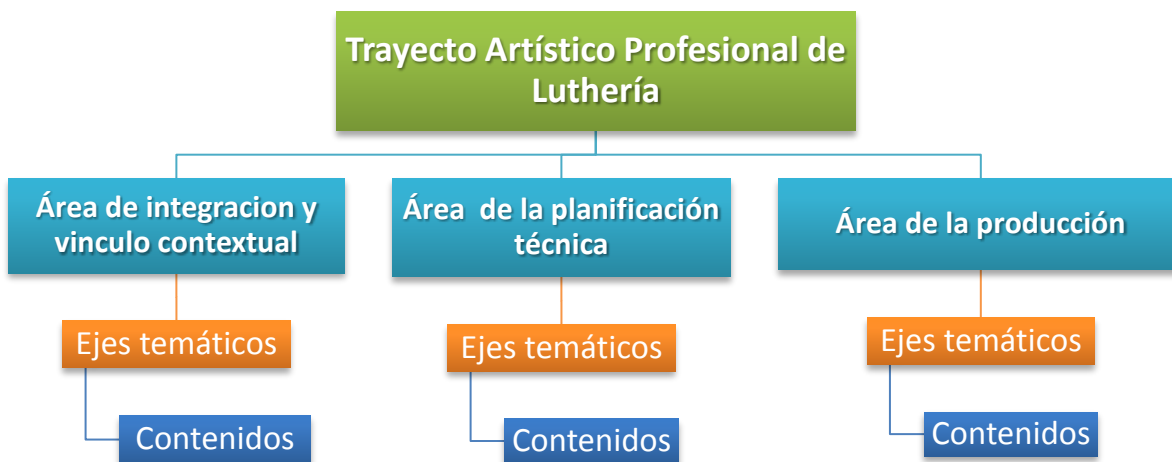 Trayecto Artístico Profesional de
Luthería
Área de integracion y
vinculo contextual
Área de la planificación
técnica
Área de la producción
Ejes temáticos
Ejes temáticos
Ejes temáticos
Contenidos
Contenidos
Contenidos